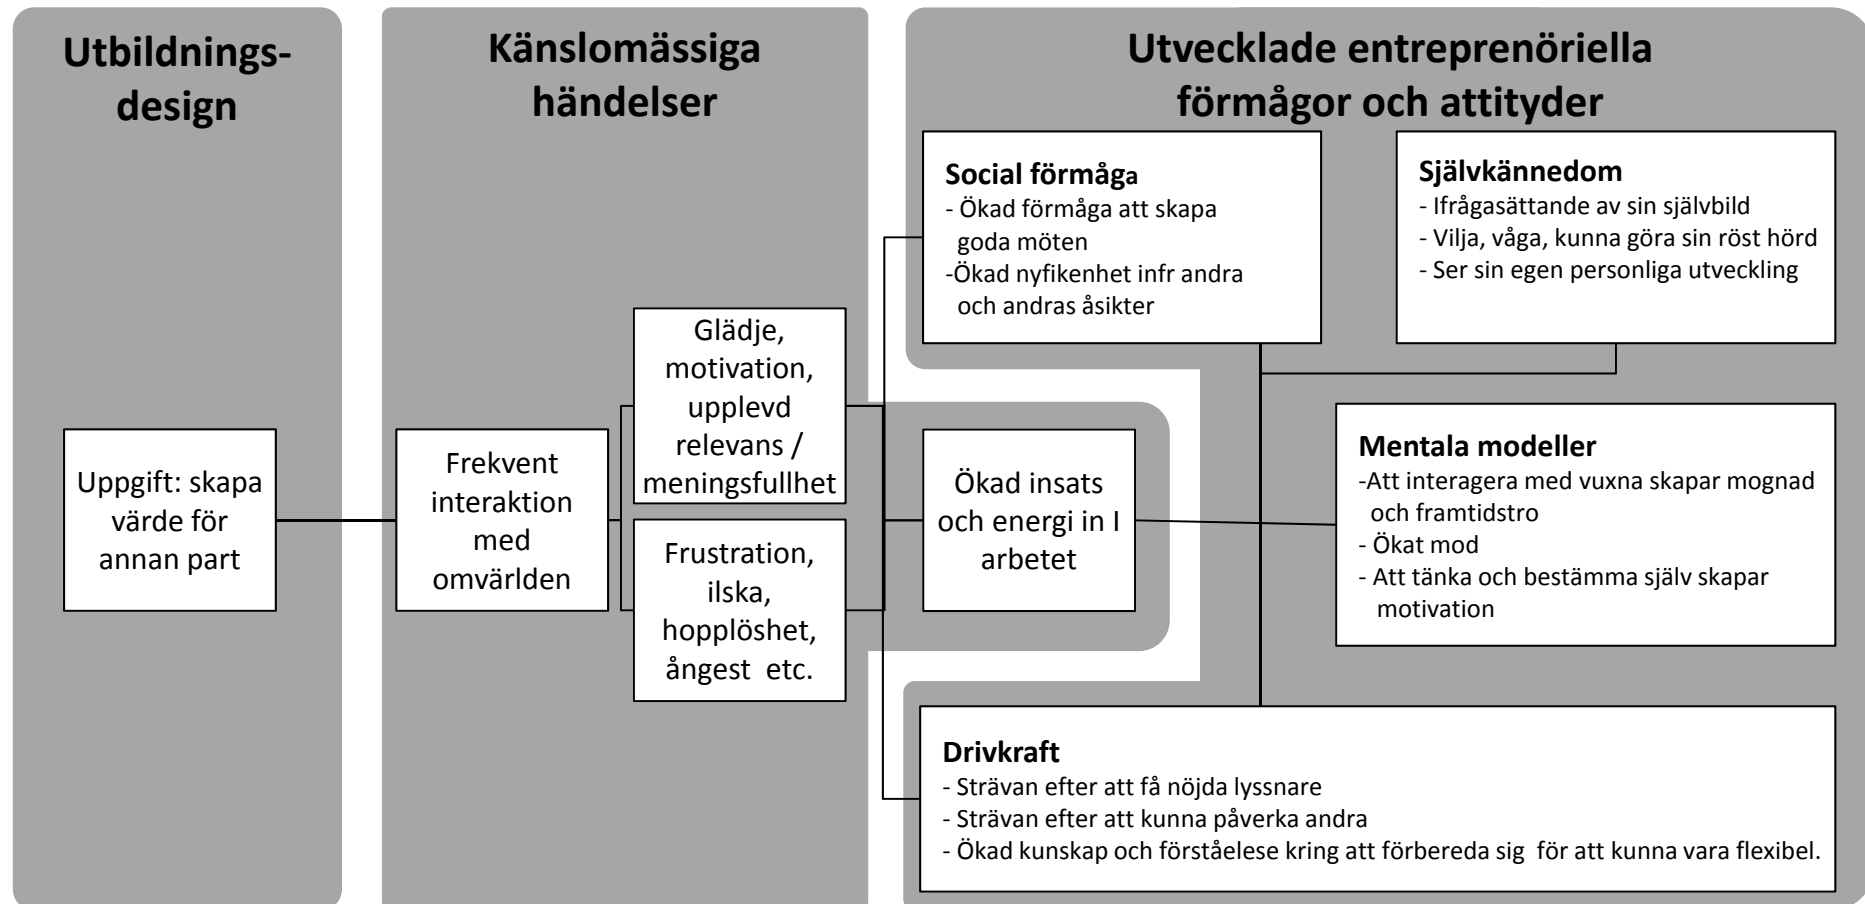 Utbildnings-
design
Känslomässiga
händelser
Utvecklade entreprenöriella
förmågor och attityder
Uppgift: skapa
värde för
annan part
Frekvent
interaktion
med
omvärlden
Glädje,
motivation,
upplevd
relevans /
meningsfullhet
Frustration,
ilska,
hopplöshet,
ångest etc.
Ökad insats
och energi in I
arbetet
Social förmåga
- Ökad förmåga att skapa
goda möten
-Ökad nyfikenhet infr andra
och andras åsikter
Självkännedom
- Ifrågasättande av sin självbild
- Vilja, våga, kunna göra sin röst hörd
- Ser sin egen personliga utveckling
Mentala modeller
-Att interagera med vuxna skapar mognad
och framtidstro
- Ökat mod
- Att tänka och bestämma själv skapar
motivation
Drivkraft
- Strävan efter att få nöjda lyssnare
- Strävan efter att kunna påverka andra
- Ökad kunskap och förståelese kring att förbereda sig för att kunna vara flexibel.